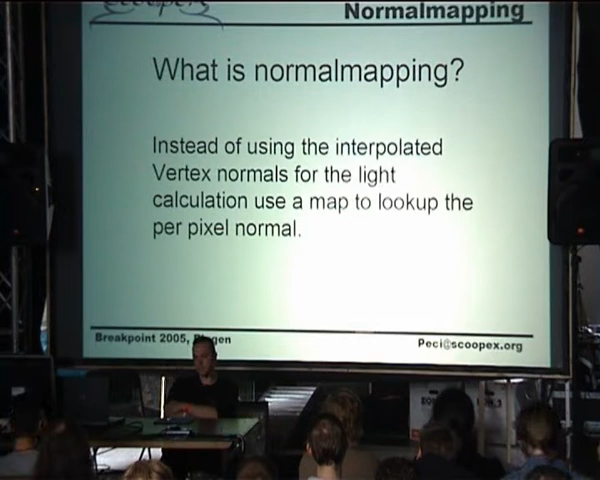 Scoopers
Normalmapping
What is normalmapping?
Instead of using the interpolated
Vertex normals for the light
calculation use a map to lookup the
per pixel normal.
Breakpoint 2005,
Peci@scoopex.org